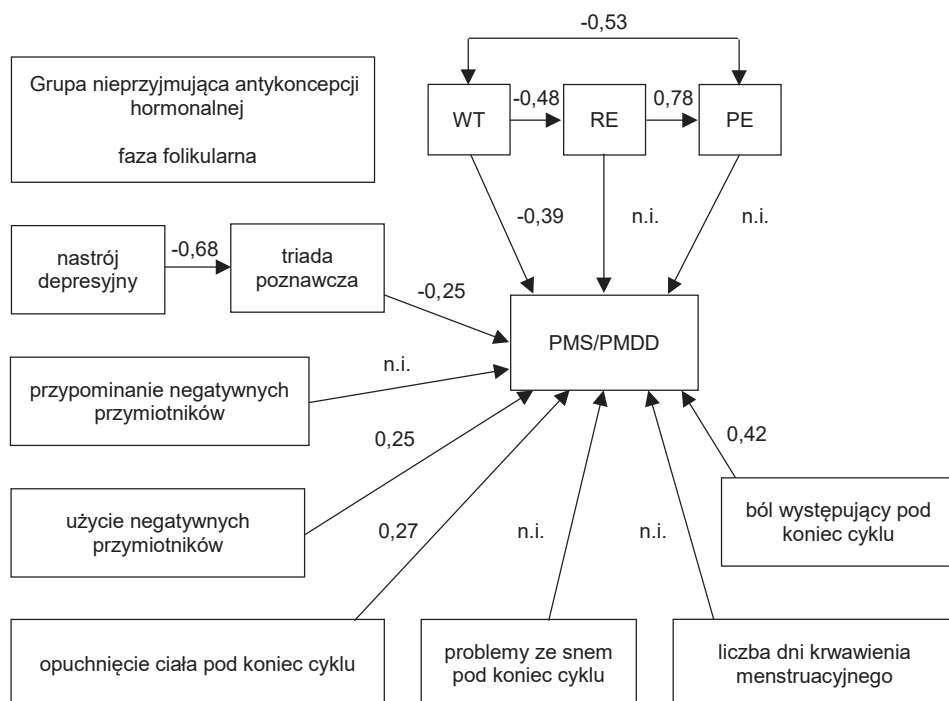 -0,53
Grupa nieprzyjmująca antykoncepcji
hormonalnej
faza folikularna
WT
-0,48
RE
0,78
PE
-0,39
n.i.
n.i.
nastrój
depresyjny
-0,68
triada
poznawcza
-0,25
PMS/PMDD
przypominanie negatywnych
przymiotników
n.i.
0,25
0,42
użycie negatywnych
przymiotników
0,27
n.i.
n.i.
ból występujący pod
koniec cyklu
opuchnięcie ciała pod koniec cyklu
problemy ze snem
pod koniec cyklu
liczba dni krwawienia
menstruacyjnego